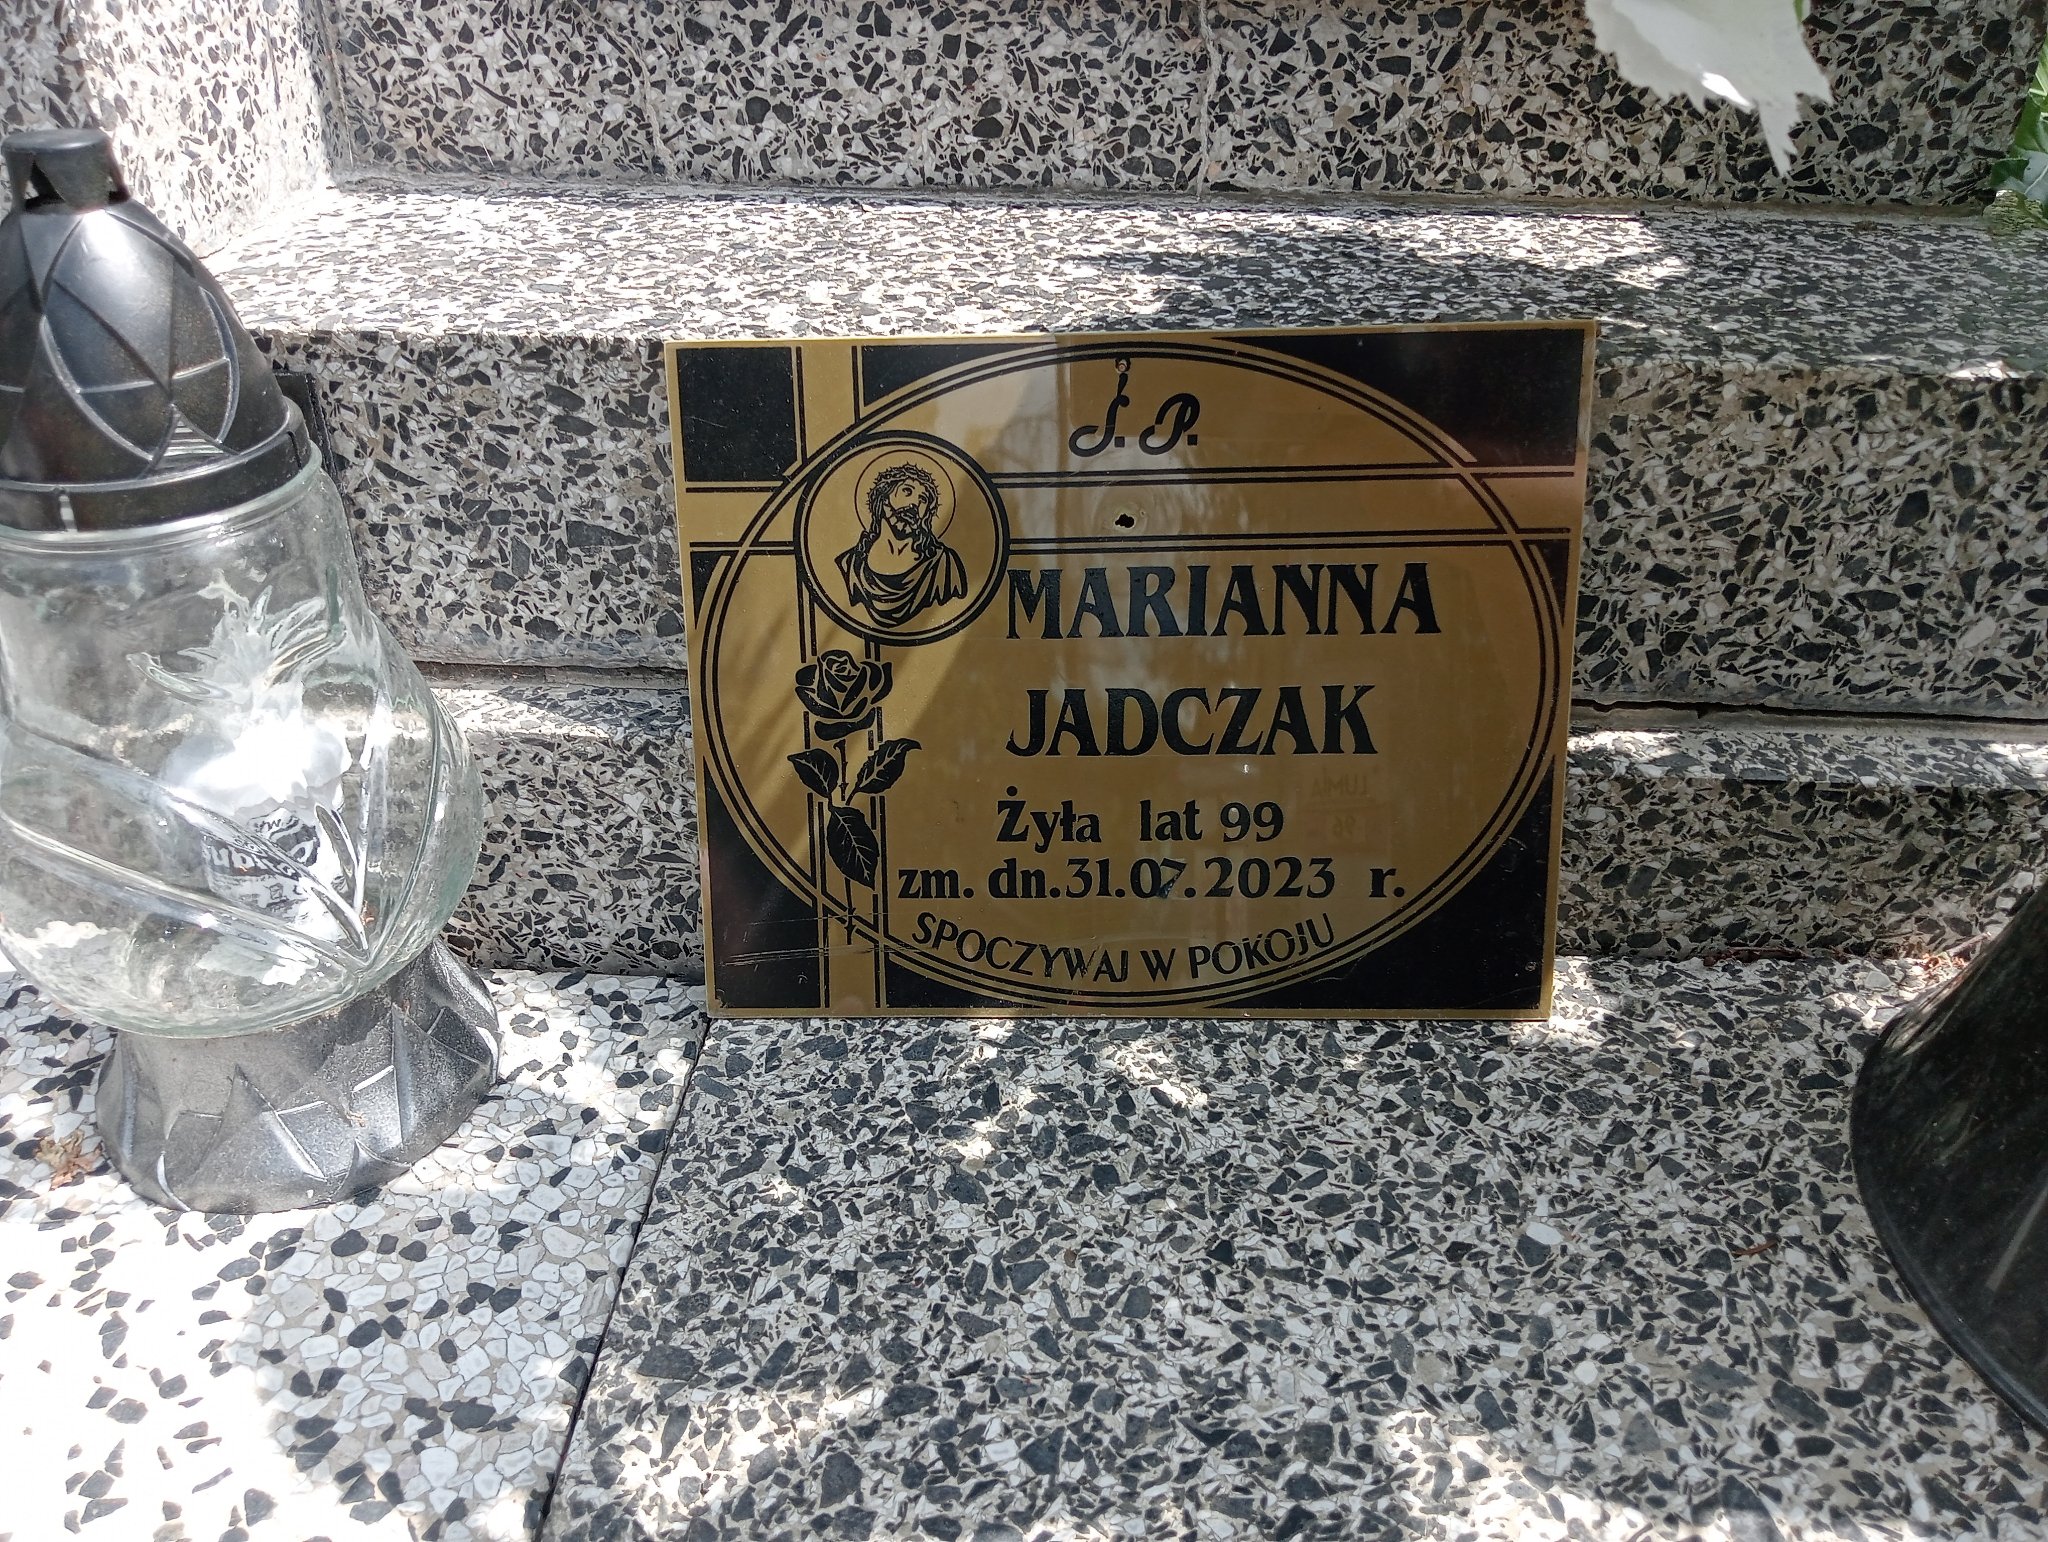 Ś. P.
MARIANNA
JADCZAK
Żyła lat 99
zm. dn. 31.07.2023 r.
SPOCZYWAJ W POKOJU